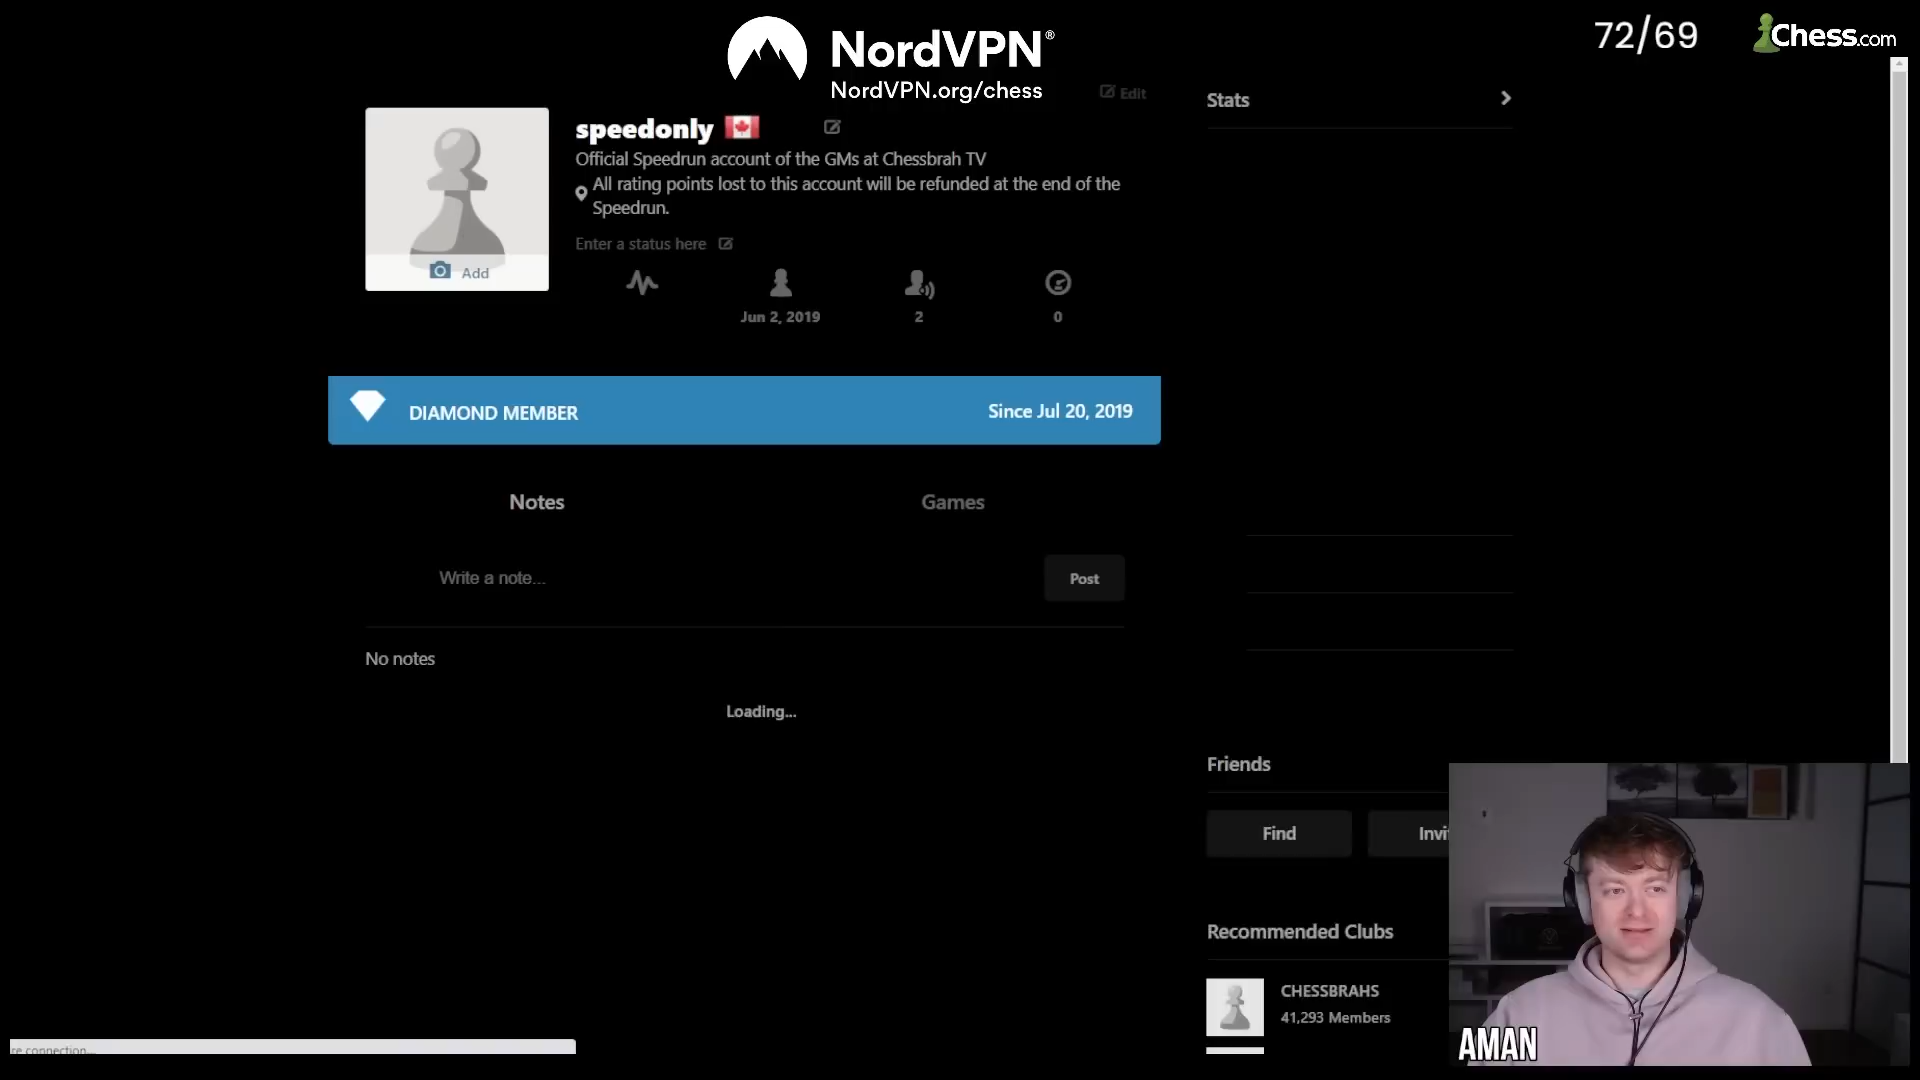 NordVPN®
NordVPN.org/chess
72/69
Chess.com
Edit
speedonly
Official Speedrun account of the GMs at Chessbrah TV
All rating points lost to this account will be refunded at the end of the
Speedrun.
Enter a status here
Add
Jun 2, 2019
2
0
DIAMOND MEMBER
Since Jul 20, 2019
Notes
Games
Write a note...
Post
No notes
Loading...
Stats
Friends
Find
Invi
Recommended Clubs
CHESSBRAHS
41,293 Members
AMAN
re connection...